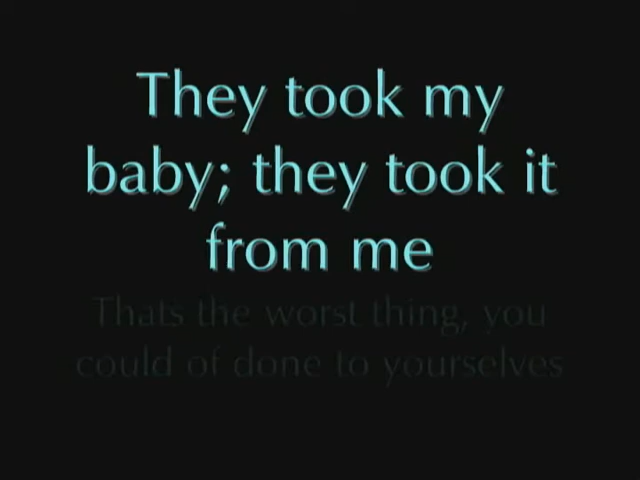 They took my
baby; they took it
from me
Thats the worst thing, you
could of done to yourselves